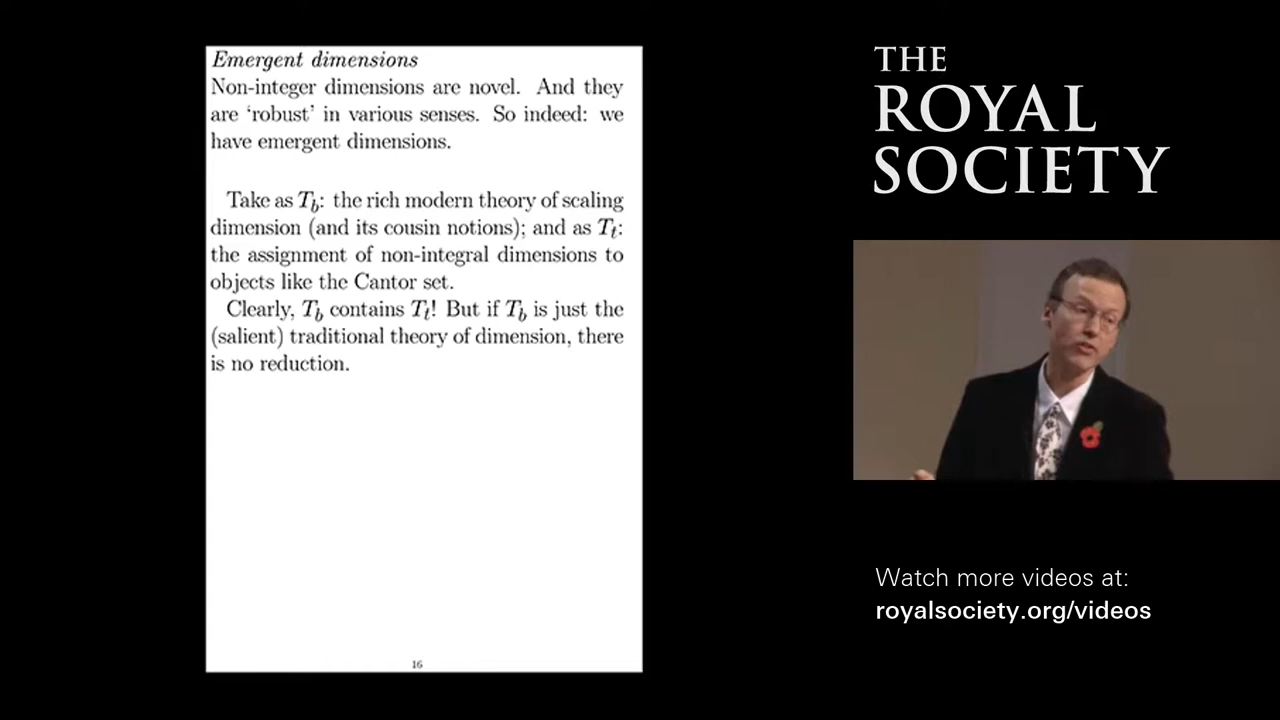 Emergent dimensions
Non-integer dimensions are novel. And they
are ‘robust’ in various senses. So indeed: we
have emergent dimensions.
Take as T_b: the rich modern theory of scaling
dimension (and its cousin notions); and as T_t:
the assignment of non-integral dimensions to
objects like the Cantor set.
Clearly, T_b contains T_t! But if T_b is just the
(salient) traditional theory of dimension, there
is no reduction.
16
THE
ROYAL
SOCIETY
Watch more videos at:
royalsociety.org/videos